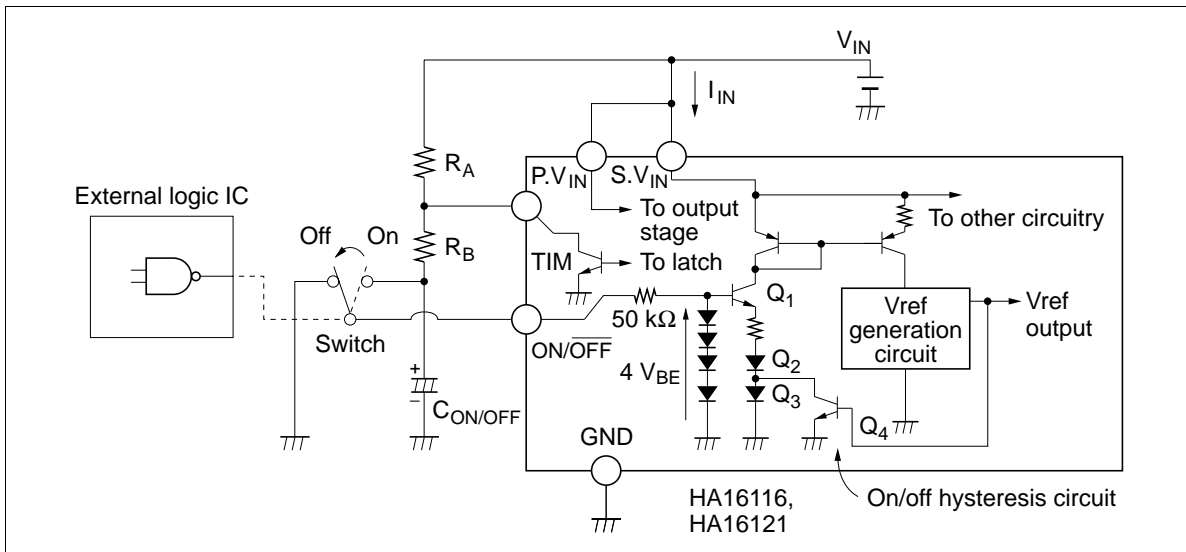 V_IN
I_IN
R_A
P.V_IN
S.V_IN
External logic IC
To output
stage
To other circuitry
Off
On
R_B
TIM
To latch
Q_1
50 kΩ
Vref
generation
circuit
Vref
output
Switch
ON/O̅F̅F̅
4 V_BE
Q_2
Q_3
+
−
C_ON/OFF
Q_4
GND
HA16116,
HA16121
On/off hysteresis circuit